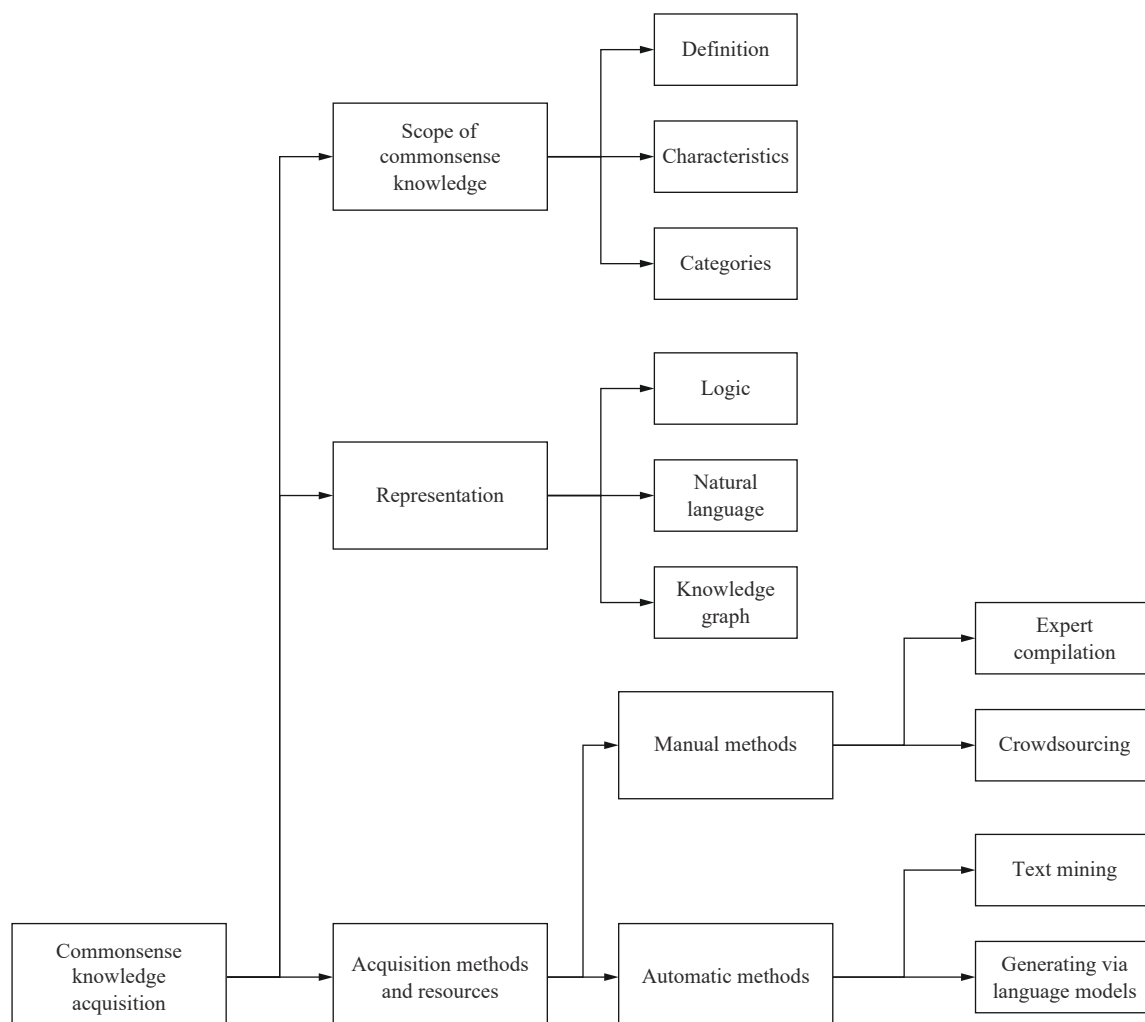 Definition
Scope of
commonsense
knowledge
Characteristics
Categories
Logic
Representation
Natural
language
Knowledge
graph
Expert
compilation
Manual methods
Crowdsourcing
Text mining
Commonsense
knowledge
acquisition
Acquisition methods
and resources
Automatic methods
Generating via
language models